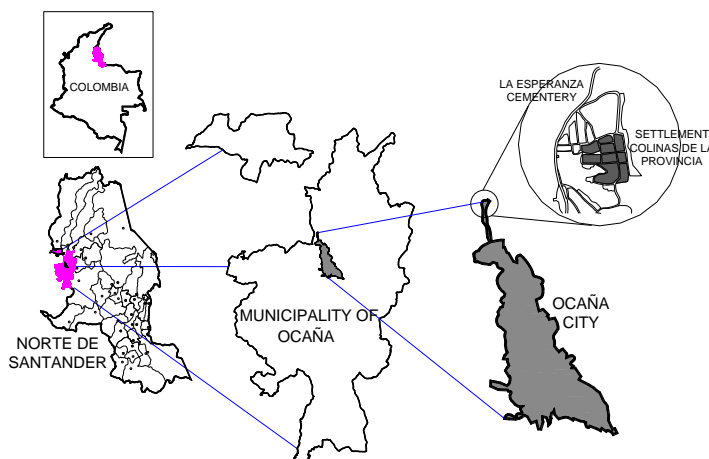 COLOMBIA
LA ESPERANZA
CEMENTERY
SETTLEMENT
COLINAS DE LA
PROVINCIA
NORTE DE
SANTANDER
MUNICIPALITY OF
OCAÑA
OCAÑA
CITY